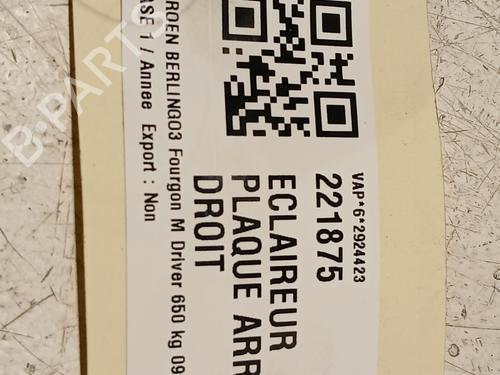 VAP*6*2924423
221875
ECLAIREUR
PLAQUE ARR
DROIT
ROEN BERLINGO3 Fourgon M Driver 650 kg 09
ASE 1 / Annee Export : Non
B-PARTS